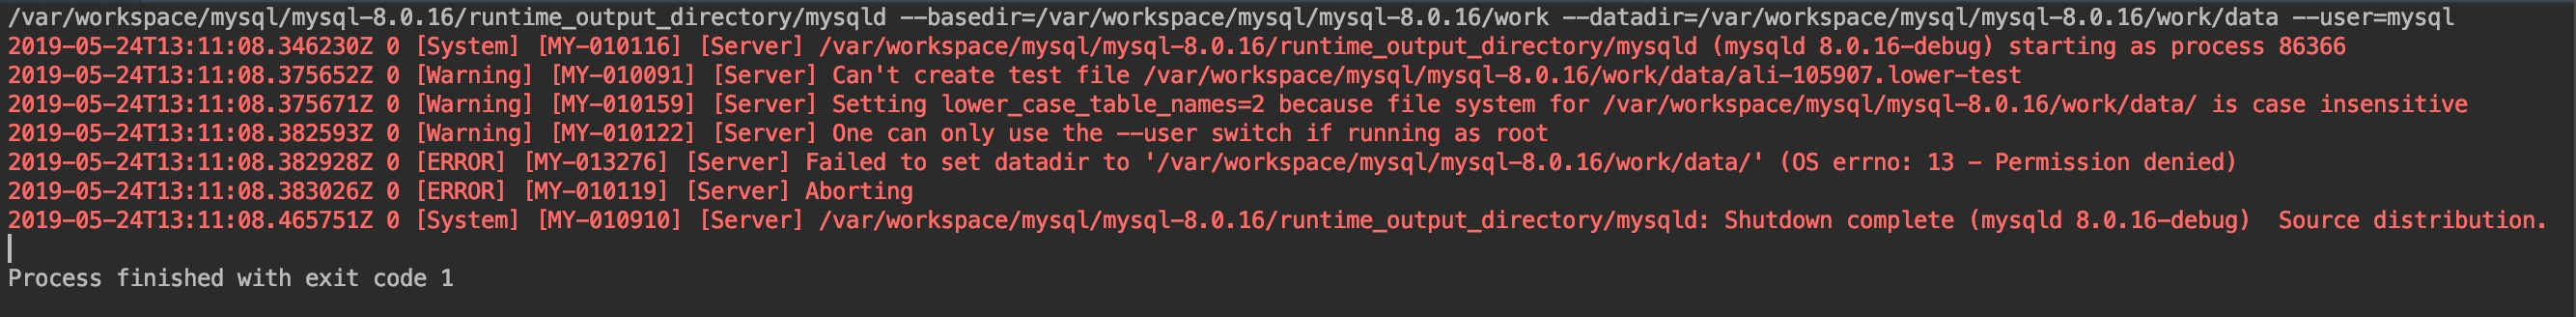 /var/workspace/mysql/mysql-8.0.16/runtime_output_directory/mysqld --basedir=/var/workspace/mysql/mysql-8.0.16/work --datadir=/var/workspace/mysql/mysql-8.0.16/work/data --user=mysql
2019-05-24T13:11:08.346230Z 0 [System] [MY-010116] [Server] /var/workspace/mysql/mysql-8.0.16/runtime_output_directory/mysqld (mysqld 8.0.16-debug) starting as process 86366
2019-05-24T13:11:08.375652Z 0 [Warning] [MY-010091] [Server] Can't create test file /var/workspace/mysql/mysql-8.0.16/work/data/ali-105907.lower-test
2019-05-24T13:11:08.375671Z 0 [Warning] [MY-010159] [Server] Setting lower_case_table_names=2 because file system for /var/workspace/mysql/mysql-8.0.16/work/data/ is case insensitive
2019-05-24T13:11:08.382593Z 0 [Warning] [MY-010122] [Server] One can only use the --user switch if running as root
2019-05-24T13:11:08.382928Z 0 [ERROR] [MY-013276] [Server] Failed to set datadir to '/var/workspace/mysql/mysql-8.0.16/work/data/' (OS errno: 13 - Permission denied)
2019-05-24T13:11:08.383026Z 0 [ERROR] [MY-010119] [Server] Aborting
2019-05-24T13:11:08.465751Z 0 [System] [MY-010910] [Server] /var/workspace/mysql/mysql-8.0.16/runtime_output_directory/mysqld: Shutdown complete (mysqld 8.0.16-debug)  Source distribution.
Process finished with exit code 1